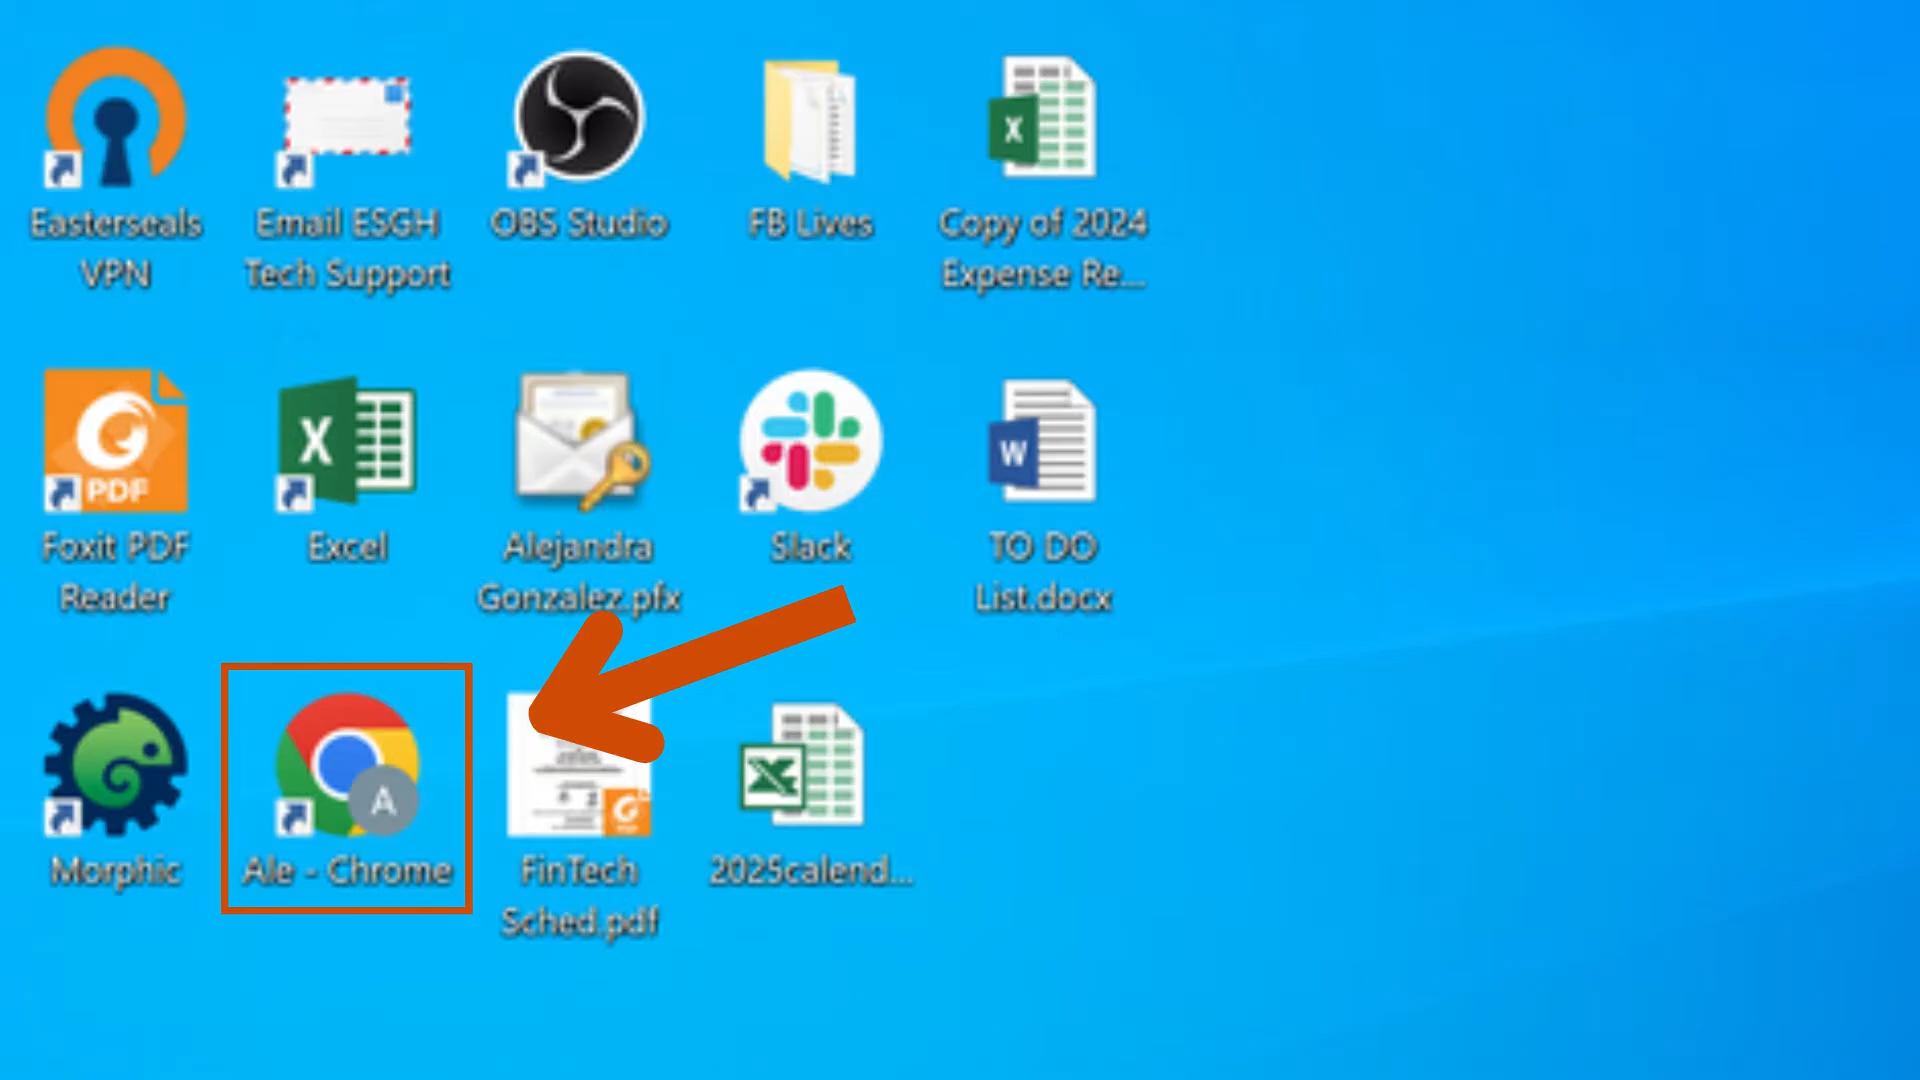 Easterseals
VPN
Email ESGH
Tech Support
OBS Studio
FB Lives
Copy of 2024
Expense Re...
X
PDF
Foxit PDF
Reader
X
Excel
Alejandra
Gonzalez.pfx
Slack
W
TO DO
List.docx
Morphic
A
Ale - Chrome
FinTech
Sched.pdf
2025calend...